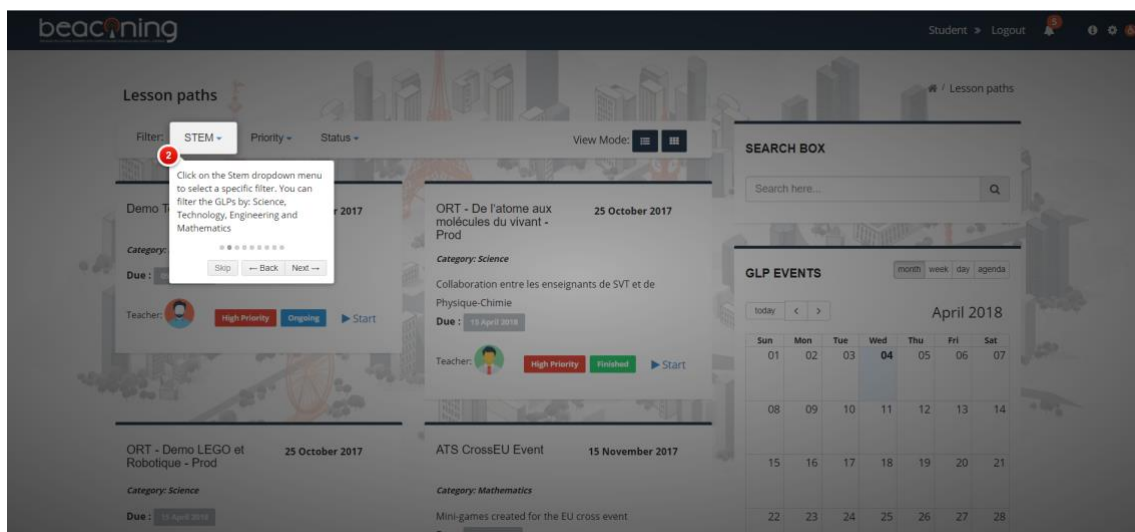 beaconing
Student » Logout
5
Lesson paths
/ Lesson paths
Filter:
STEM
Priority
Status
View Mode:
2
Click on the Stem dropdown menu
to select a specific filter. You can
filter the GLPs by: Science,
Technology, Engineering and
Mathematics
Skip
← Back
Next →
Demo
2017
Category:
Due :
Teacher:
High Priority
Ongoing
Start
ORT - De l'atome aux
molécules du vivant -
Prod
25 October 2017
Category: Science
Collaboration entre les enseignants de SVT et de
Physique-Chimie
Due : 15 April 2018
Teacher:
High Priority
Finished
Start
ORT - Demo LEGO et
Robotique - Prod
25 October 2017
Category: Science
Due : 15 April 2018
ATS CrossEU Event
15 November 2017
Category: Mathematics
Mini-games created for the EU cross event
SEARCH BOX
Search here...
GLP EVENTS
month week day agenda
today < >
April 2018
Sun Mon Tue Wed Thu Fri Sat
01 02 03 04 05 06 07
08 09 10 11 12 13 14
15 16 17 18 19 20 21
22 23 24 25 26 27 28